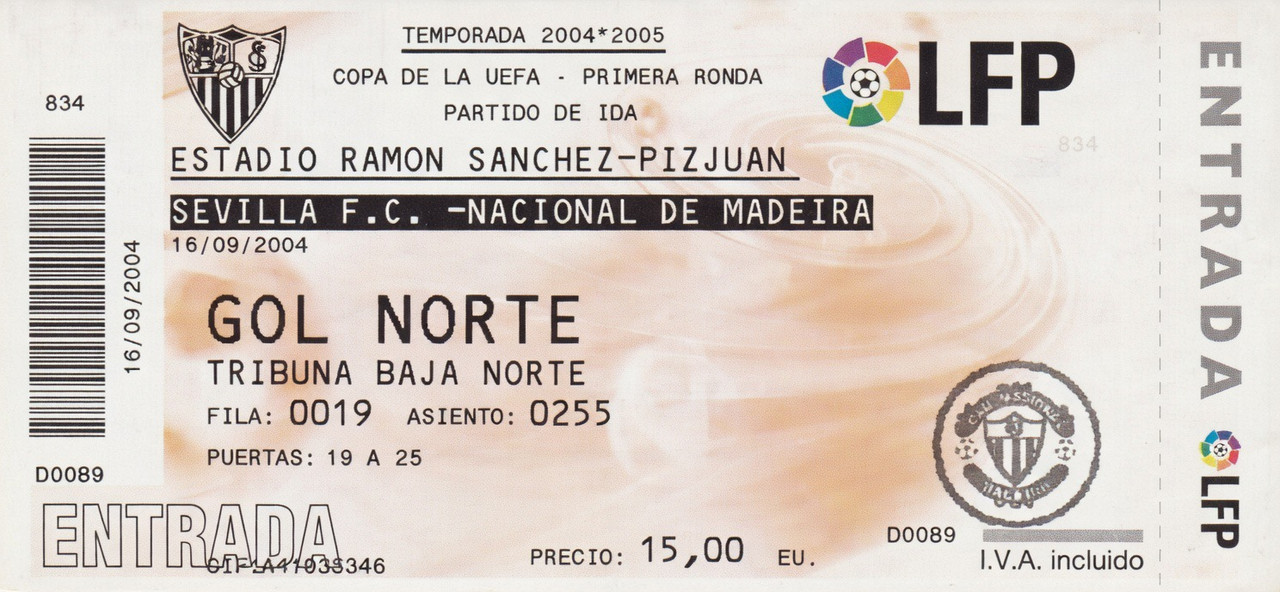 834
16/09/2004
D0089
TEMPORADA 2004*2005
COPA DE LA UEFA - PRIMERA RONDA
PARTIDO DE IDA
LFP
834
ESTADIO RAMON SANCHEZ-PIZJUAN
SEVILLA F.C. -NACIONAL DE MADEIRA
16/09/2004
GOL NORTE
TRIBUNA BAJA NORTE
FILA: 0019 ASIENTO: 0255
PUERTAS: 19 A 25
ENTRADA
CIF-A41035346
PRECIO: 15,00 EU.
D0089
I.V.A. incluido
ENTRADA
LFP